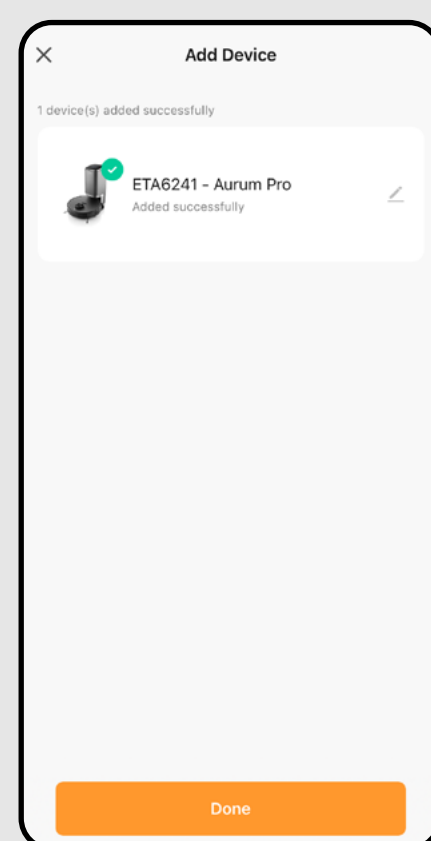 Add Device
1 device(s) added successfully
ETA6241 - Aurum Pro
Added successfully
Done